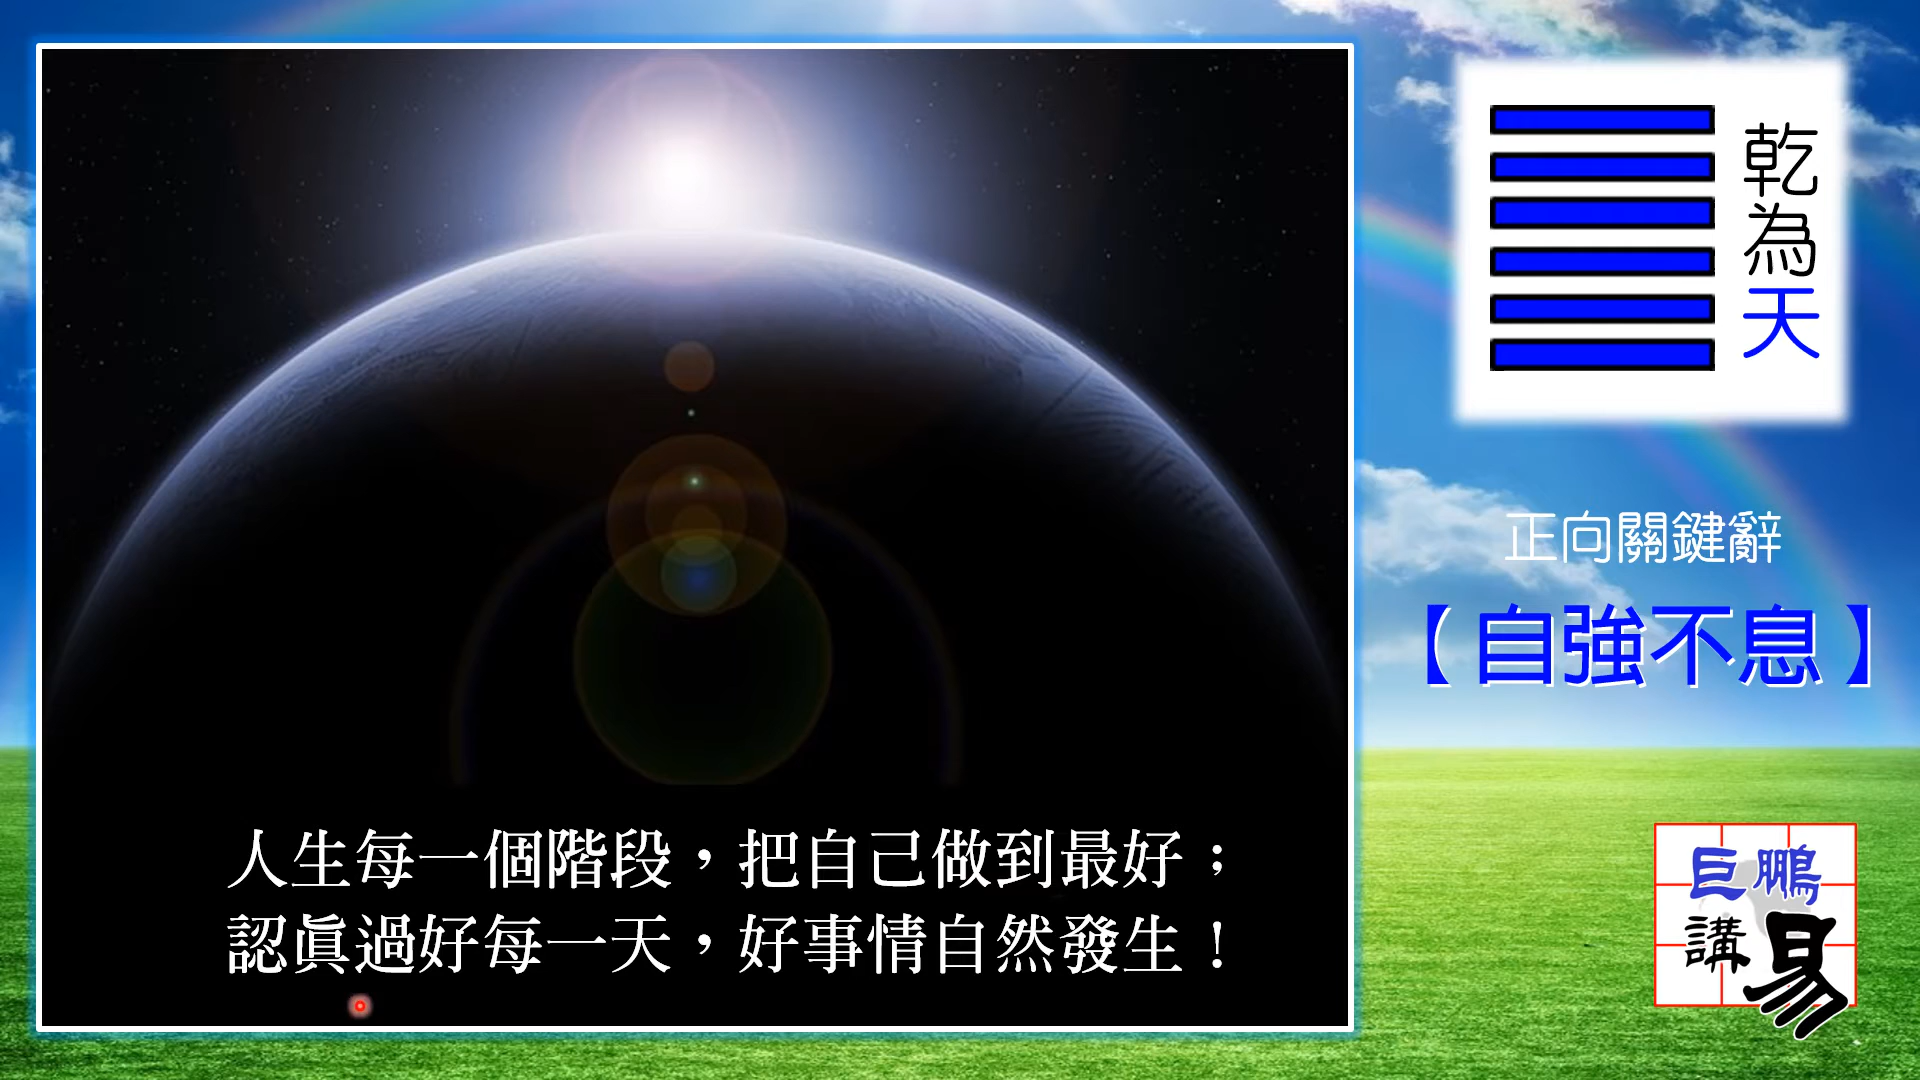 人生每一個階段，把自己做到最好；
認真過好每一天，好事情自然發生！
乾為天
正向關鍵辭
【自強不息】
巨鵬
講易